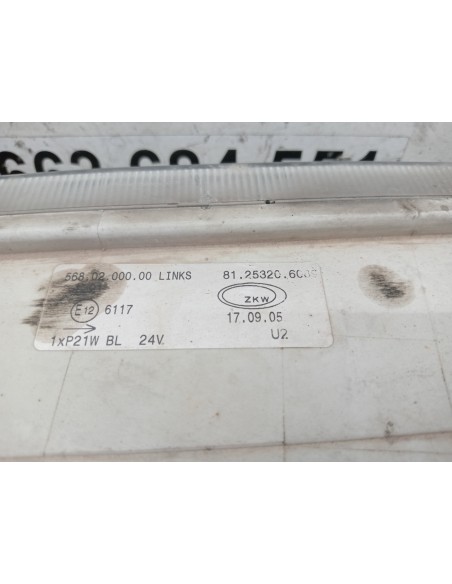 568.02.000.00 LINKS 81.25320.60
ZKW
E12 6117 17.09.05
1xP21W BL 24V U2